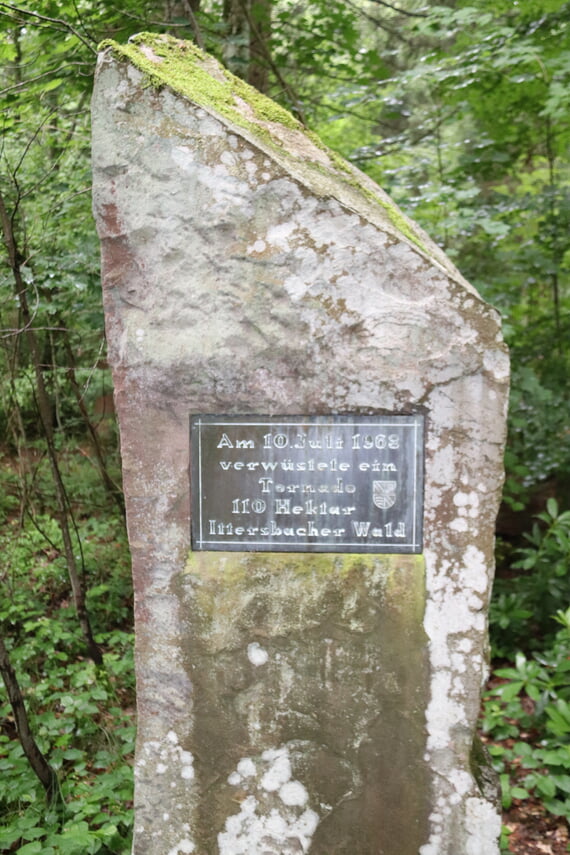 Am 10. Juli 1968
verwüstete ein
Tornado
110 Hektar
Ittersbacher Wald